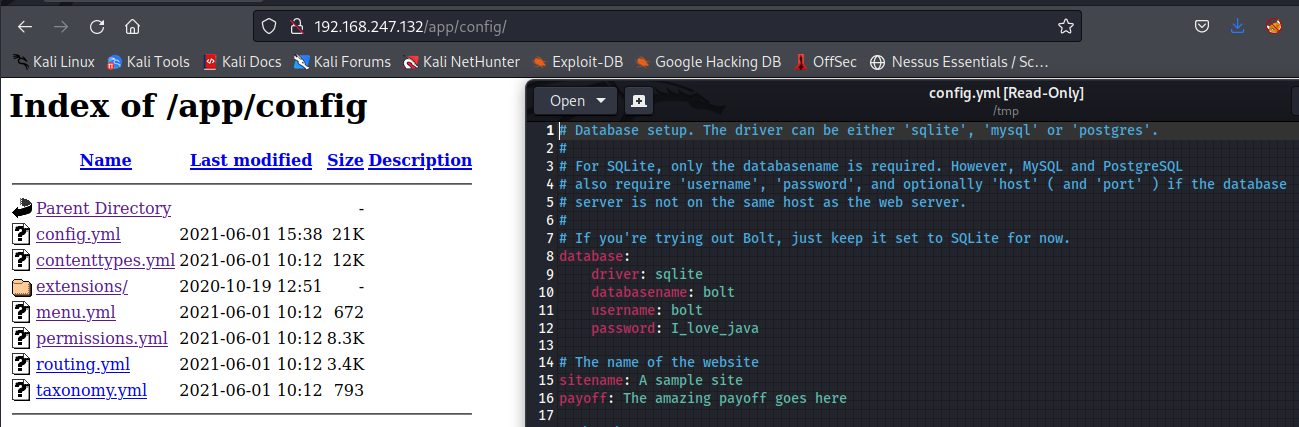 192.168.247.132/app/config/
Kali Linux Kali Tools Kali Docs Kali Forums Kali NetHunter Exploit-DB Google Hacking DB OffSec Nessus Essentials / Sc…
Index of /app/config
Name Last modified Size Description
Parent Directory -
config.yml 2021-06-01 15:38 21K
contenttypes.yml 2021-06-01 10:12 12K
extensions/ 2020-10-19 12:51 -
menu.yml 2021-06-01 10:12 672
permissions.yml 2021-06-01 10:12 8.3K
routing.yml 2021-06-01 10:12 3.4K
taxonomy.yml 2021-06-01 10:12 793
Open config.yml [Read-Only]
/tmp
1 # Database setup. The driver can be either 'sqlite', 'mysql' or 'postgres'.
2 #
3 # For SQLite, only the databasename is required. However, MySQL and PostgreSQL
4 # also require 'username', 'password', and optionally 'host' ( and 'port' ) if the database
5 # server is not on the same host as the web server.
6 #
7 # If you're trying out Bolt, just keep it set to SQLite for now.
8 database:
9 driver: sqlite
10 databasename: bolt
11 username: bolt
12 password: I_love_java
13
14 # The name of the website
15 sitename: A sample site
16 payoff: The amazing payoff goes here
17